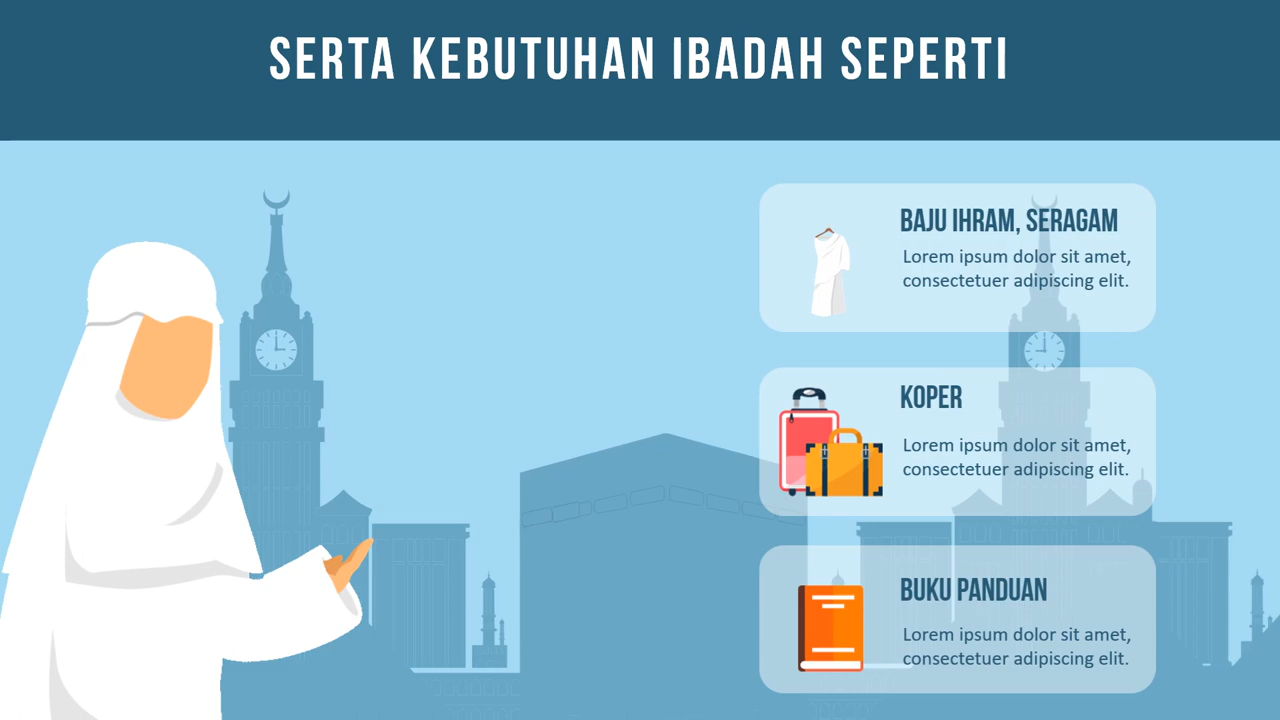 SERTA KEBUTUHAN IBADAH SEPERTI
BAJU IHRAM, SERAGAM
Lorem ipsum dolor sit amet,
consectetuer adipiscing elit.
KOPER
Lorem ipsum dolor sit amet,
consectetuer adipiscing elit.
BUKU PANDUAN
Lorem ipsum dolor sit amet,
consectetuer adipiscing elit.